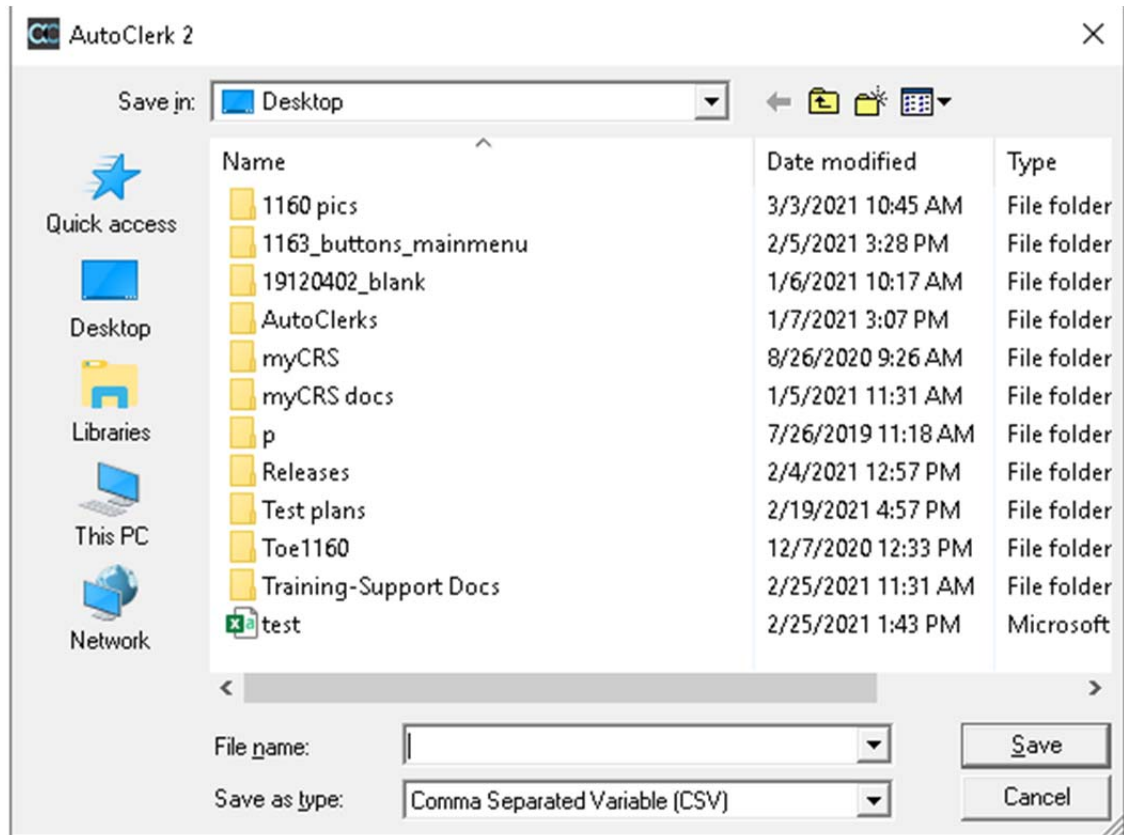 AutoClerk 2
Save in: Desktop
Name Date modified Type
1160 pics 3/3/2021 10:45 AM File folder
1163_buttons_mainmenu 2/5/2021 3:28 PM File folder
19120402_blank 1/6/2021 10:17 AM File folder
AutoClerks 1/7/2021 3:07 PM File folder
myCRS 8/26/2020 9:26 AM File folder
myCRS docs 1/5/2021 11:31 AM File folder
p 7/26/2019 11:18 AM File folder
Releases 2/4/2021 12:57 PM File folder
Test plans 2/19/2021 4:57 PM File folder
Toe1160 12/7/2020 12:33 PM File folder
Training-Support Docs 2/25/2021 11:31 AM File folder
test 2/25/2021 1:43 PM Microsoft
Quick access
Desktop
Libraries
This PC
Network
File name: Save
Save as type: Comma Separated Variable (CSV) Cancel